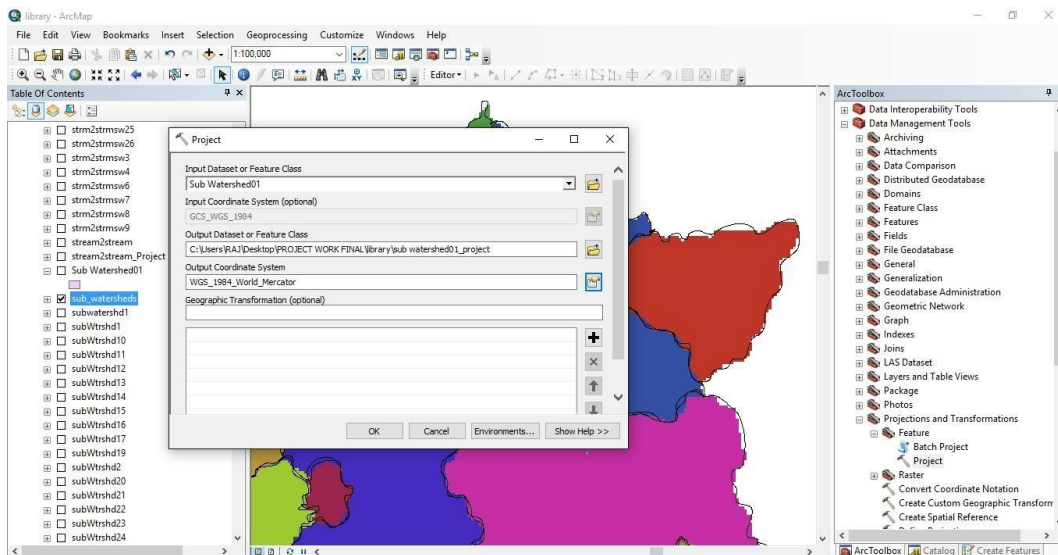 library - ArcMap
File Edit View Bookmarks Insert Selection Geoprocessing Customize Windows Help
1:100,000
Editor
Table Of Contents
strm2strmsw25
strm2strmsw26
strm2strmsw3
strm2strmsw4
strm2strmsw6
strm2strmsw7
strm2strmsw8
strm2strmsw9
stream2stream
stream2stream_Project
Sub Watershed01
sub_watersheds
subwatershd1
subWtrshd1
subWtrshd10
subWtrshd11
subWtrshd12
subWtrshd13
subWtrshd14
subWtrshd15
subWtrshd16
subWtrshd17
subWtrshd19
subWtrshd2
subWtrshd20
subWtrshd21
subWtrshd22
subWtrshd23
subWtrshd24
Project
Input Dataset or Feature Class
Sub Watershed01
Input Coordinate System (optional)
GCS_WGS_1984
Output Dataset or Feature Class
C:\Users\RAJ\Desktop\PROJECT WORK FINAL\library\sub watershed01_project
Output Coordinate System
WGS_1984_World_Mercator
Geographic Transformation (optional)
OK Cancel Environments... Show Help >>
ArcToolbox
Data Interoperability Tools
Data Management Tools
Archiving
Attachments
Data Comparison
Distributed Geodatabase
Domains
Feature Class
Features
Fields
File Geodatabase
General
Generalization
Geodatabase Administration
Geometric Network
Graph
Indexes
Joins
LAS Dataset
Layers and Table Views
Package
Photos
Projections and Transformations
Feature
Batch Project
Project
Raster
Convert Coordinate Notation
Create Custom Geographic Transform
Create Spatial Reference
ArcToolbox Catalog Create Features